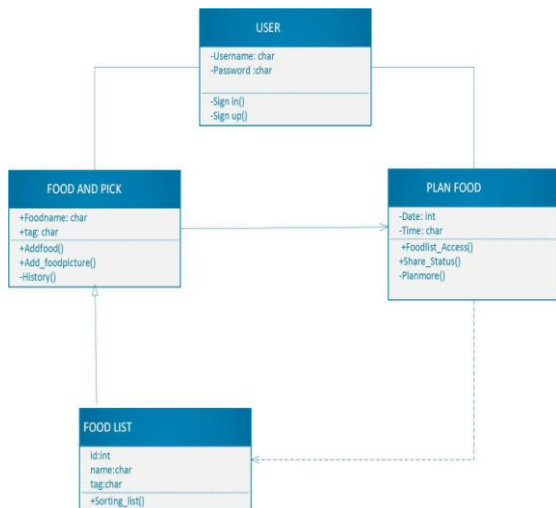 USER
-Username: char
-Password :char
-Sign in()
-Sign up()
FOOD AND PICK
+Foodname: char
+tag: char
+Addfood()
+Add_foodpicture()
-History()
PLAN FOOD
-Date: int
-Time: char
+Foodlist_Access()
+Share_Status()
-Planmore()
FOOD LIST
id:int
name:char
tag:char
+Sorting_list()